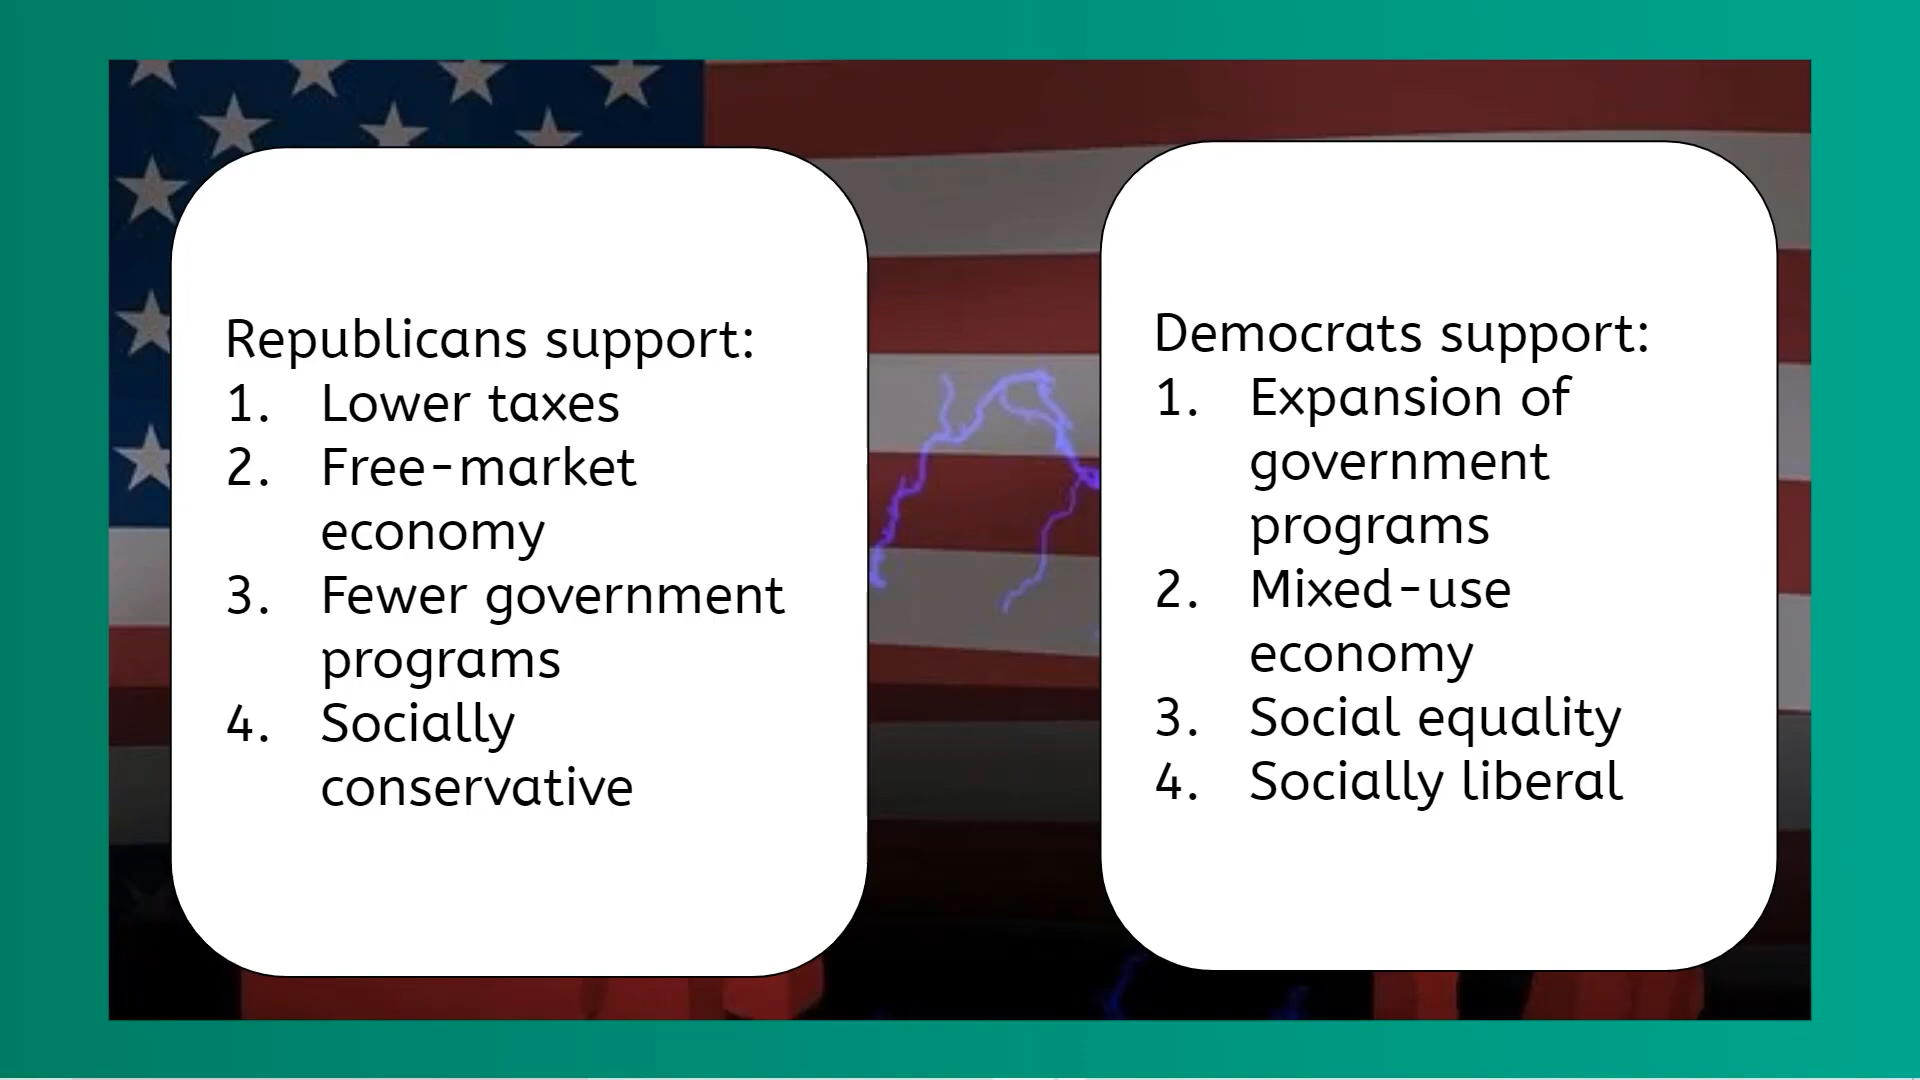 Republicans support:
1. Lower taxes
2. Free-market
economy
3. Fewer government
programs
4. Socially
conservative
Democrats support:
1. Expansion of
government
programs
2. Mixed-use
economy
3. Social equality
4. Socially liberal